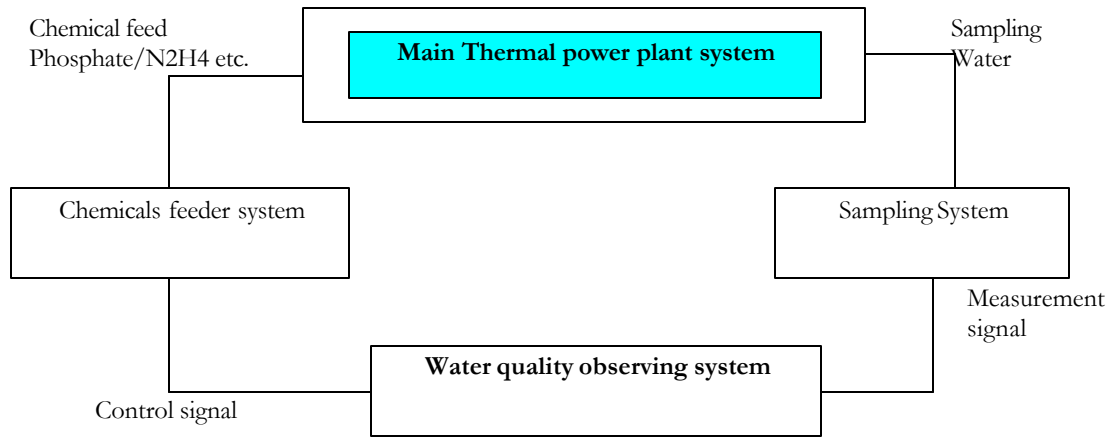 Chemical feed
Phosphate/N2H4 etc.
Main Thermal power plant system
Sampling
Water
Chemicals feeder system
Sampling System
Measurement
signal
Water quality observing system
Control signal